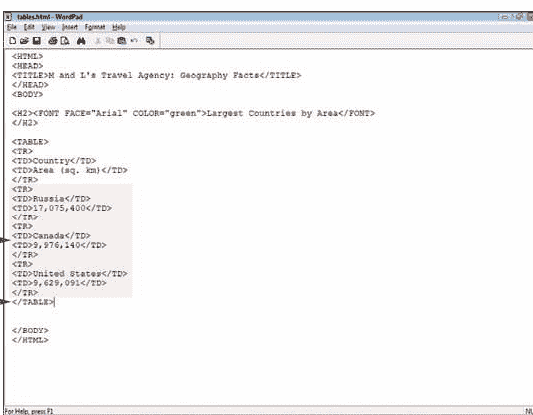 tables.html - WordPad
File Edit View Insert Format Help
<HTML>
<HEAD>
<TITLE>M and L's Travel Agency: Geography Facts</TITLE>
</HEAD>
<BODY>
<H2><FONT FACE="Arial" COLOR="green">Largest Countries by Area</FONT>
</H2>
<TABLE>
<TR>
<TD>Country</TD>
<TD>Area (sq. km)</TD>
</TR>
<TR>
<TD>Russia</TD>
<TD>17,075,400</TD>
</TR>
<TR>
<TD>Canada</TD>
<TD>9,976,140</TD>
</TR>
<TR>
<TD>United States</TD>
<TD>9,629,091</TD>
</TR>
</TABLE>
</BODY>
</HTML>
For Help, press F1